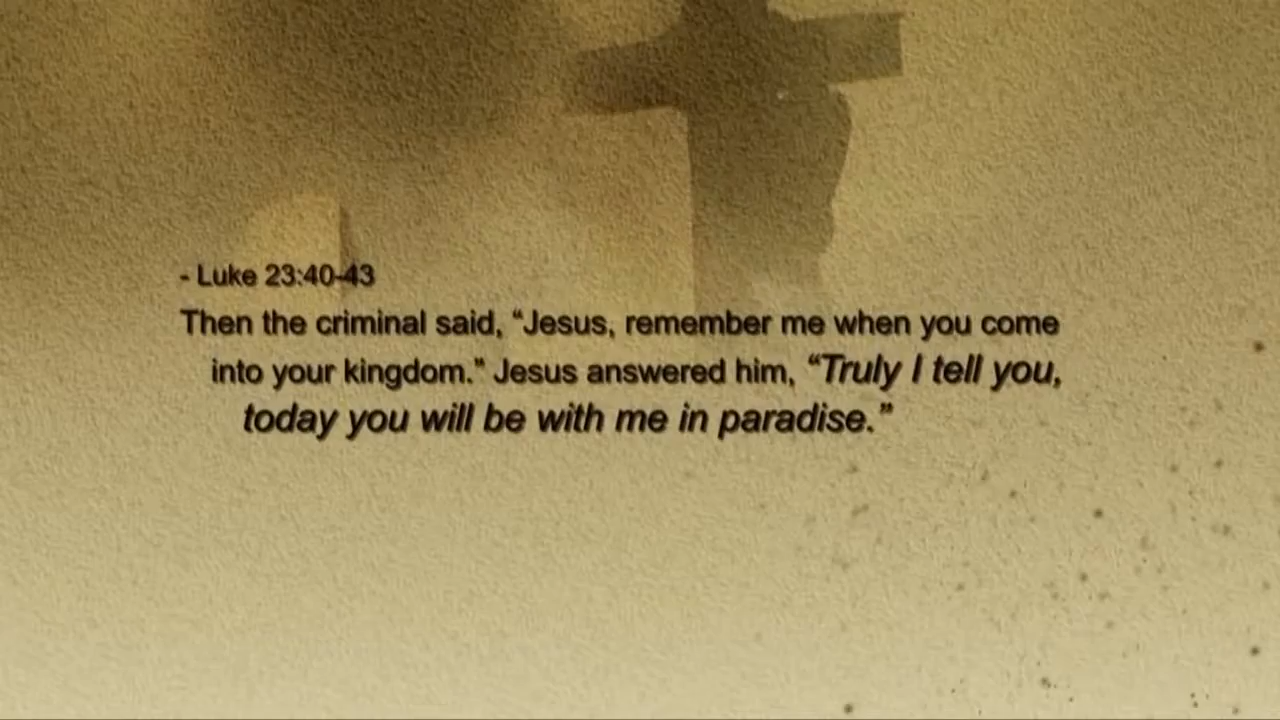 - Luke 23:40-43
Then the criminal said, “Jesus, remember me when you come
into your kingdom.” Jesus answered him, “Truly I tell you,
today you will be with me in paradise.”